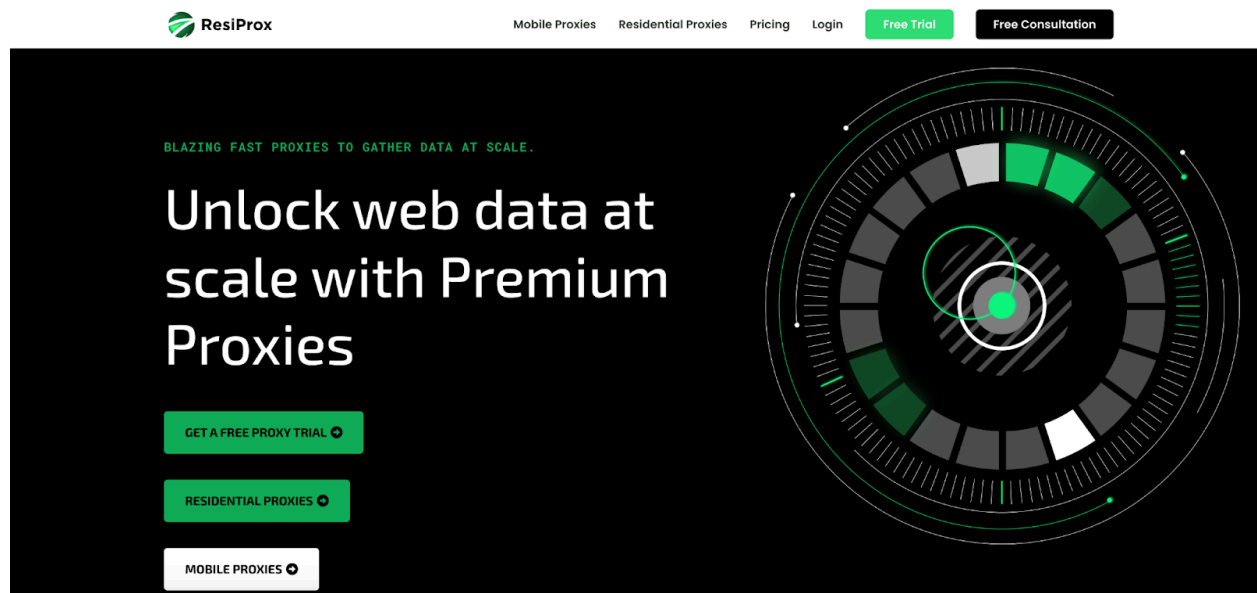 ResiProx
Mobile Proxies
Residential Proxies
Pricing
Login
Free Trial
Free Consultation
BLAZING FAST PROXIES TO GATHER DATA AT SCALE.
Unlock web data at
scale with Premium
Proxies
GET A FREE PROXY TRIAL
RESIDENTIAL PROXIES
MOBILE PROXIES